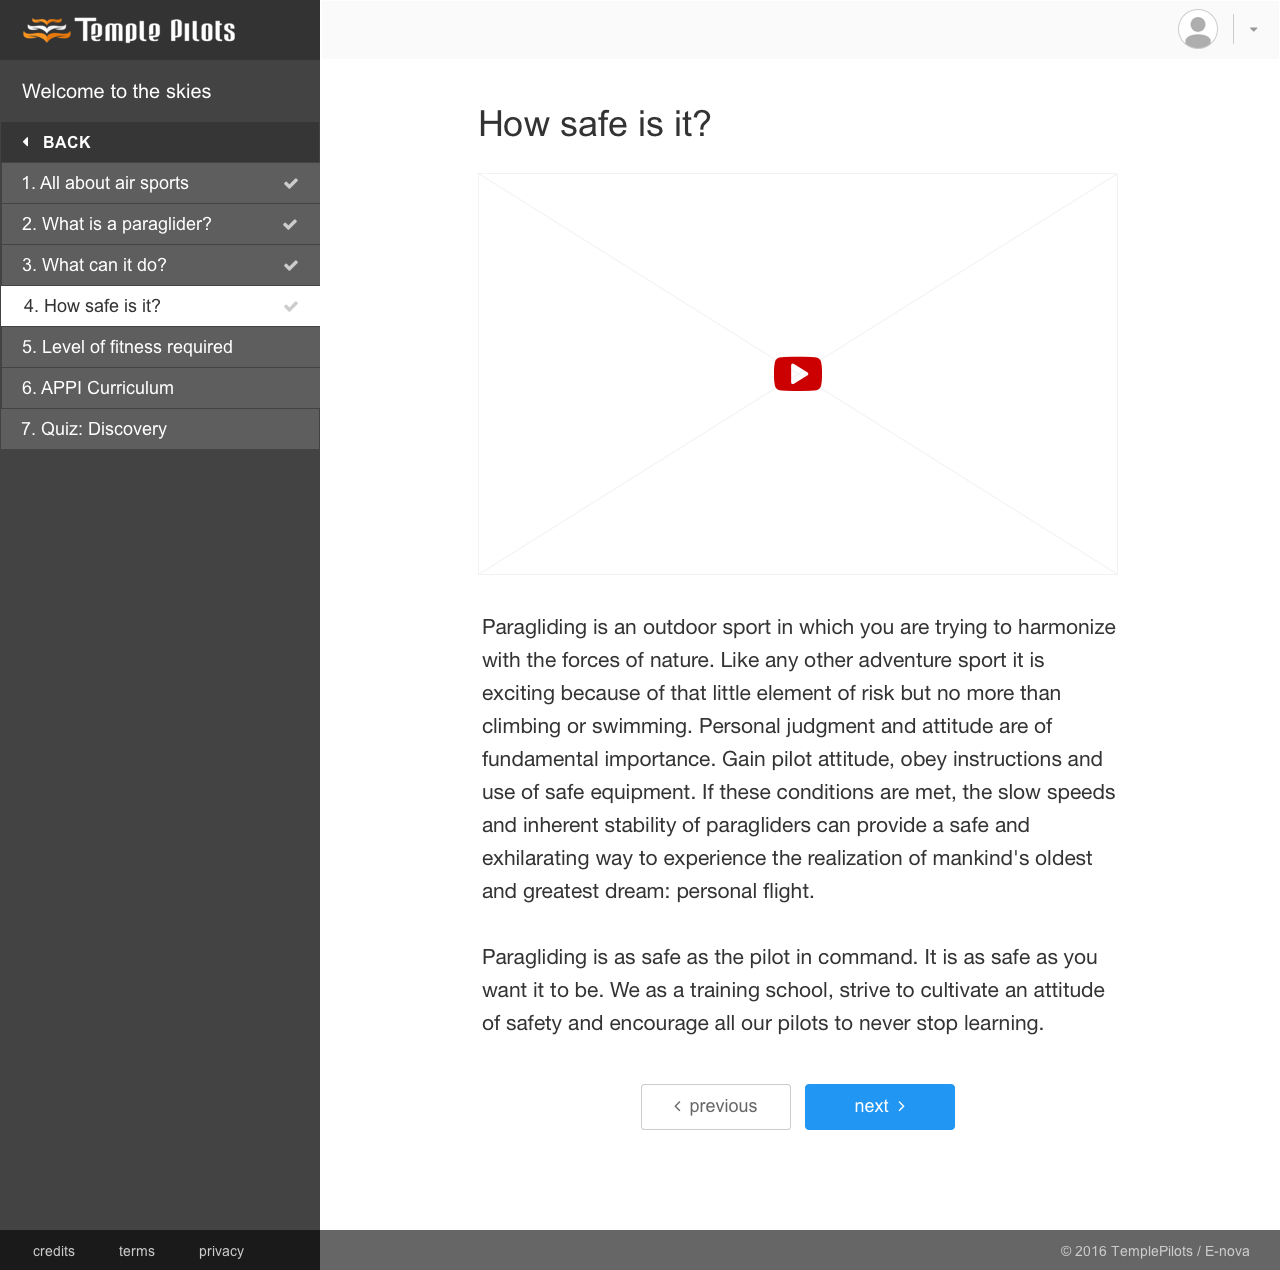 Temple Pilots
Welcome to the skies
BACK
1. All about air sports
2. What is a paraglider?
3. What can it do?
4. How safe is it?
5. Level of fitness required
6. APPI Curriculum
7. Quiz: Discovery
How safe is it?
Paragliding is an outdoor sport in which you are trying to harmonize
with the forces of nature. Like any other adventure sport it is
exciting because of that little element of risk but no more than
climbing or swimming. Personal judgment and attitude are of
fundamental importance. Gain pilot attitude, obey instructions and
use of safe equipment. If these conditions are met, the slow speeds
and inherent stability of paragliders can provide a safe and
exhilarating way to experience the realization of mankind's oldest
and greatest dream: personal flight.
Paragliding is as safe as the pilot in command. It is as safe as you
want it to be. We as a training school, strive to cultivate an attitude
of safety and encourage all our pilots to never stop learning.
previous
next
credits
terms
privacy
© 2016 TemplePilots / E-nova